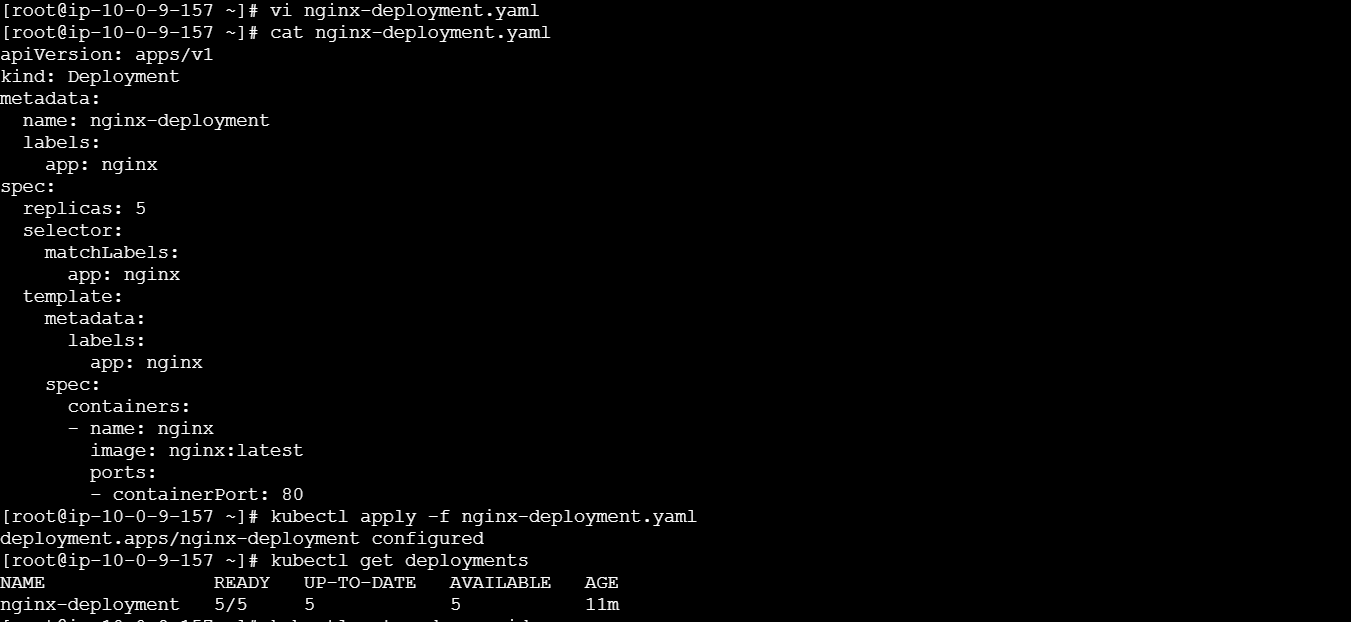 [root@ip-10-0-9-157 ~]# vi nginx-deployment.yaml
[root@ip-10-0-9-157 ~]# cat nginx-deployment.yaml
apiVersion: apps/v1
kind: Deployment
metadata:
  name: nginx-deployment
  labels:
    app: nginx
spec:
  replicas: 5
  selector:
    matchLabels:
      app: nginx
  template:
    metadata:
      labels:
        app: nginx
    spec:
      containers:
      - name: nginx
        image: nginx:latest
        ports:
        - containerPort: 80
[root@ip-10-0-9-157 ~]# kubectl apply -f nginx-deployment.yaml
deployment.apps/nginx-deployment configured
[root@ip-10-0-9-157 ~]# kubectl get deployments
NAME               READY   UP-TO-DATE   AVAILABLE   AGE
nginx-deployment   5/5     5            5           11m